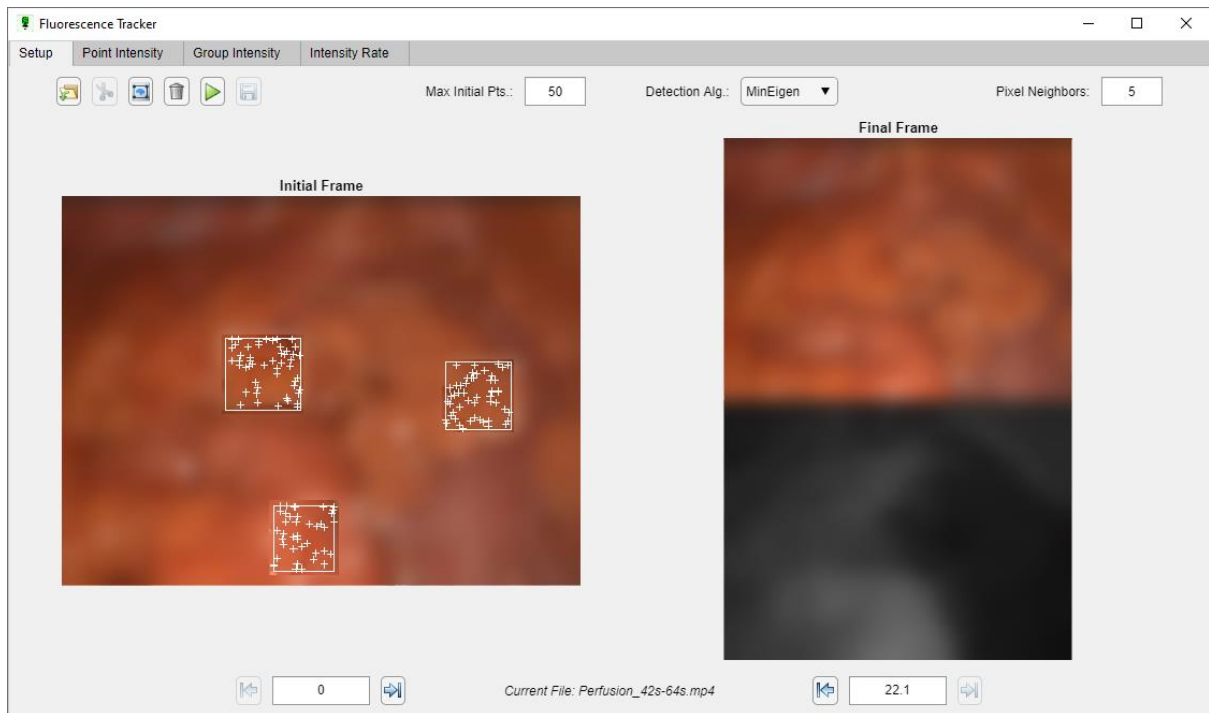 Fluorescence Tracker
Setup Point Intensity Group Intensity Intensity Rate
Max Initial Pts.: 50 Detection Alg.: MinEigen Pixel Neighbors: 5
Final Frame
Initial Frame
0 Current File: Perfusion_42s-64s.mp4 22.1